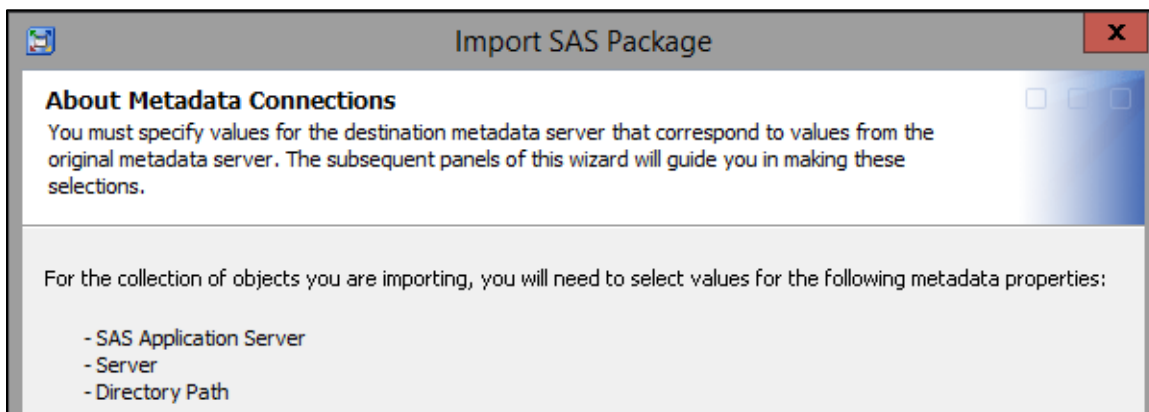 Import SAS Package
x
About Metadata Connections
You must specify values for the destination metadata server that correspond to values from the
original metadata server. The subsequent panels of this wizard will guide you in making these
selections.
For the collection of objects you are importing, you will need to select values for the following metadata properties:
- SAS Application Server
- Server
- Directory Path